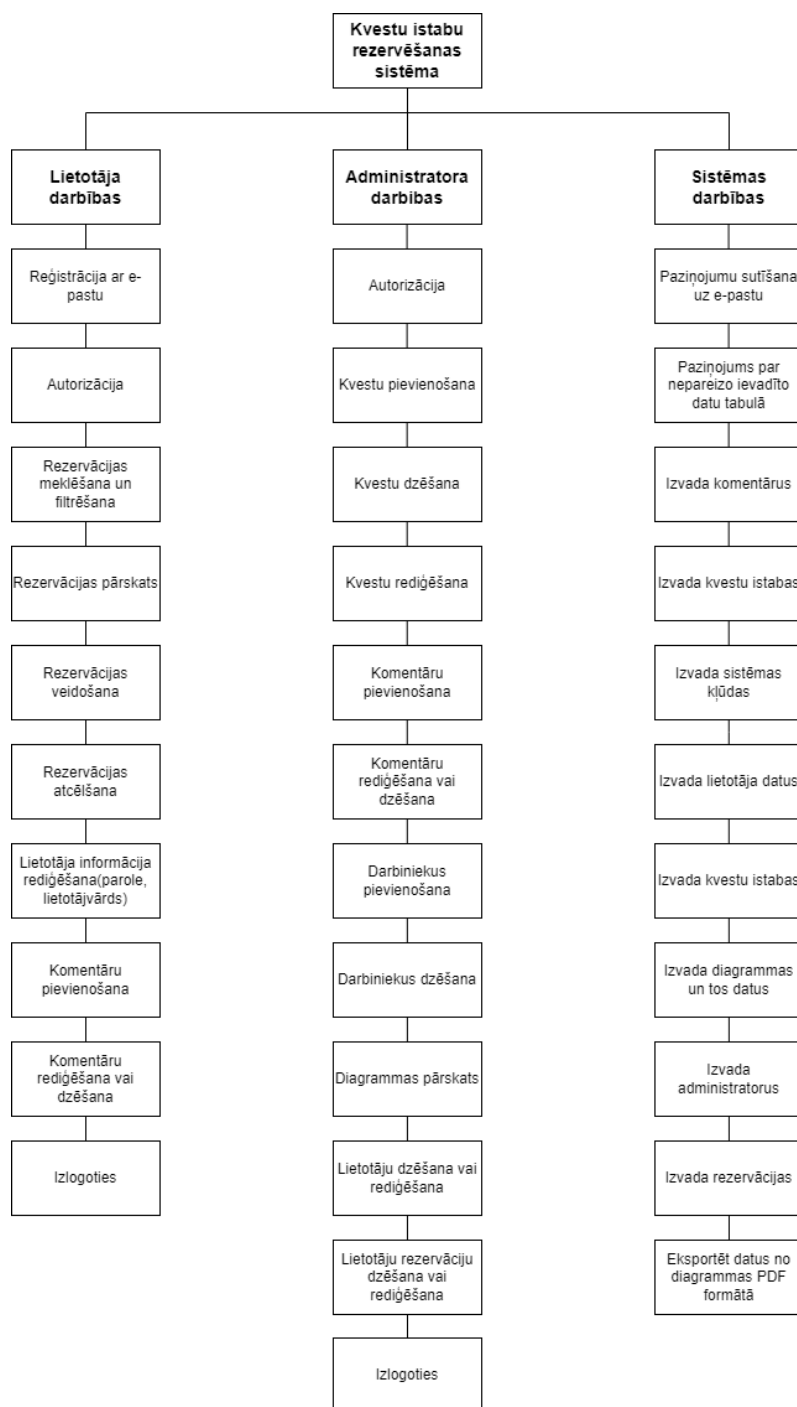 Kvestu istabu
rezervēšanas
sistēma
Lietotāja
darbības
Reģistrācija ar e-
pastu
Autorizācija
Rezervācijas
meklēšana un
filtrēšana
Rezervācijas pārskats
Rezervācijas
veidošana
Rezervācijas
atcēlšana
Lietotāja informācija
rediģēšana(parole,
lietotājvārds)
Komentāru
pievienošana
Komentāru
rediģēšana vai
dzēšana
Izlogoties
Administratora
darbibas
Autorizācija
Kvestu pievienošana
Kvestu dzēšana
Kvestu rediģēšana
Komentāru
pievienošana
Komentāru
rediģēšana vai
dzēšana
Darbiniekus
pievienošana
Darbiniekus dzēšana
Diagrammas pārskats
Lietotāju dzēšana vai
rediģēšana
Lietotāju rezervāciju
dzēšana vai
rediģēšana
Izlogoties
Sistēmas
darbības
Paziņojumu sutīšana
uz e-pastu
Paziņojums par
nepareizo ievadīto
datu tabulā
Izvada komentārus
Izvada kvestu istabas
Izvada sistēmas
kļūdas
Izvada lietotāja datus
Izvada kvestu istabas
Izvada diagrammas
un tos datus
Izvada
administratorus
Izvada rezervācijas
Eksportēt datus no
diagrammas PDF
formātā